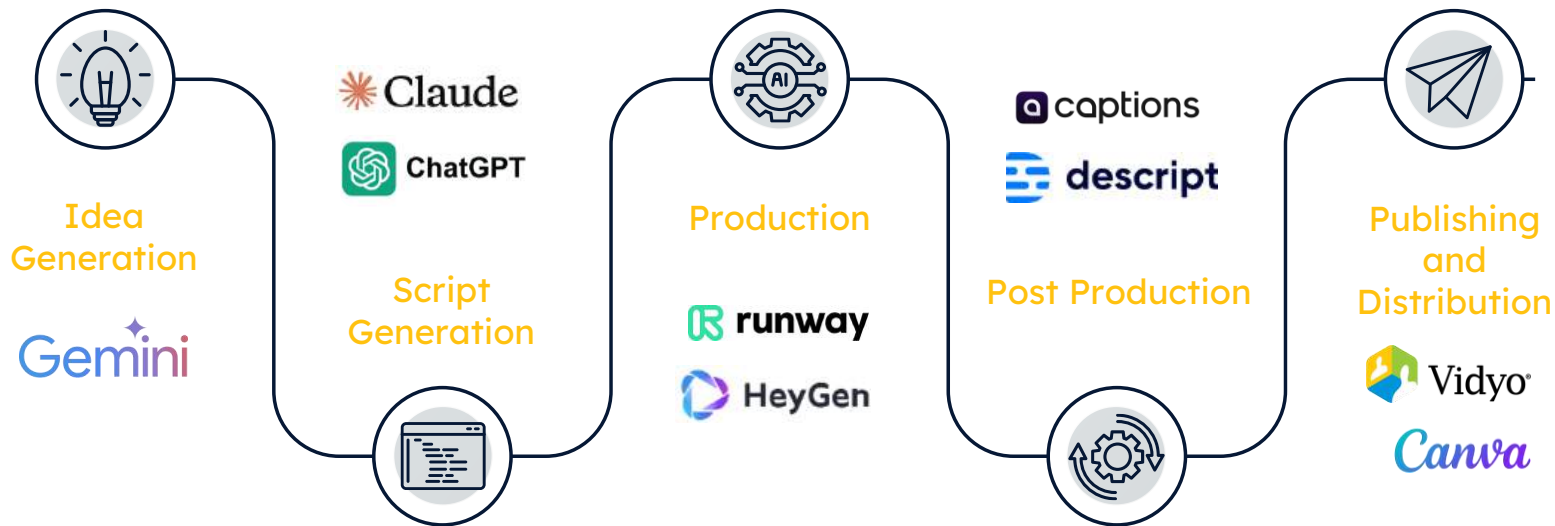 Idea
Generation
Gemini
Claude
ChatGPT
Script
Generation
AI
Production
runway
HeyGen
a captions
descript
Post Production
Publishing
and
Distribution
Vidyo®
Canva